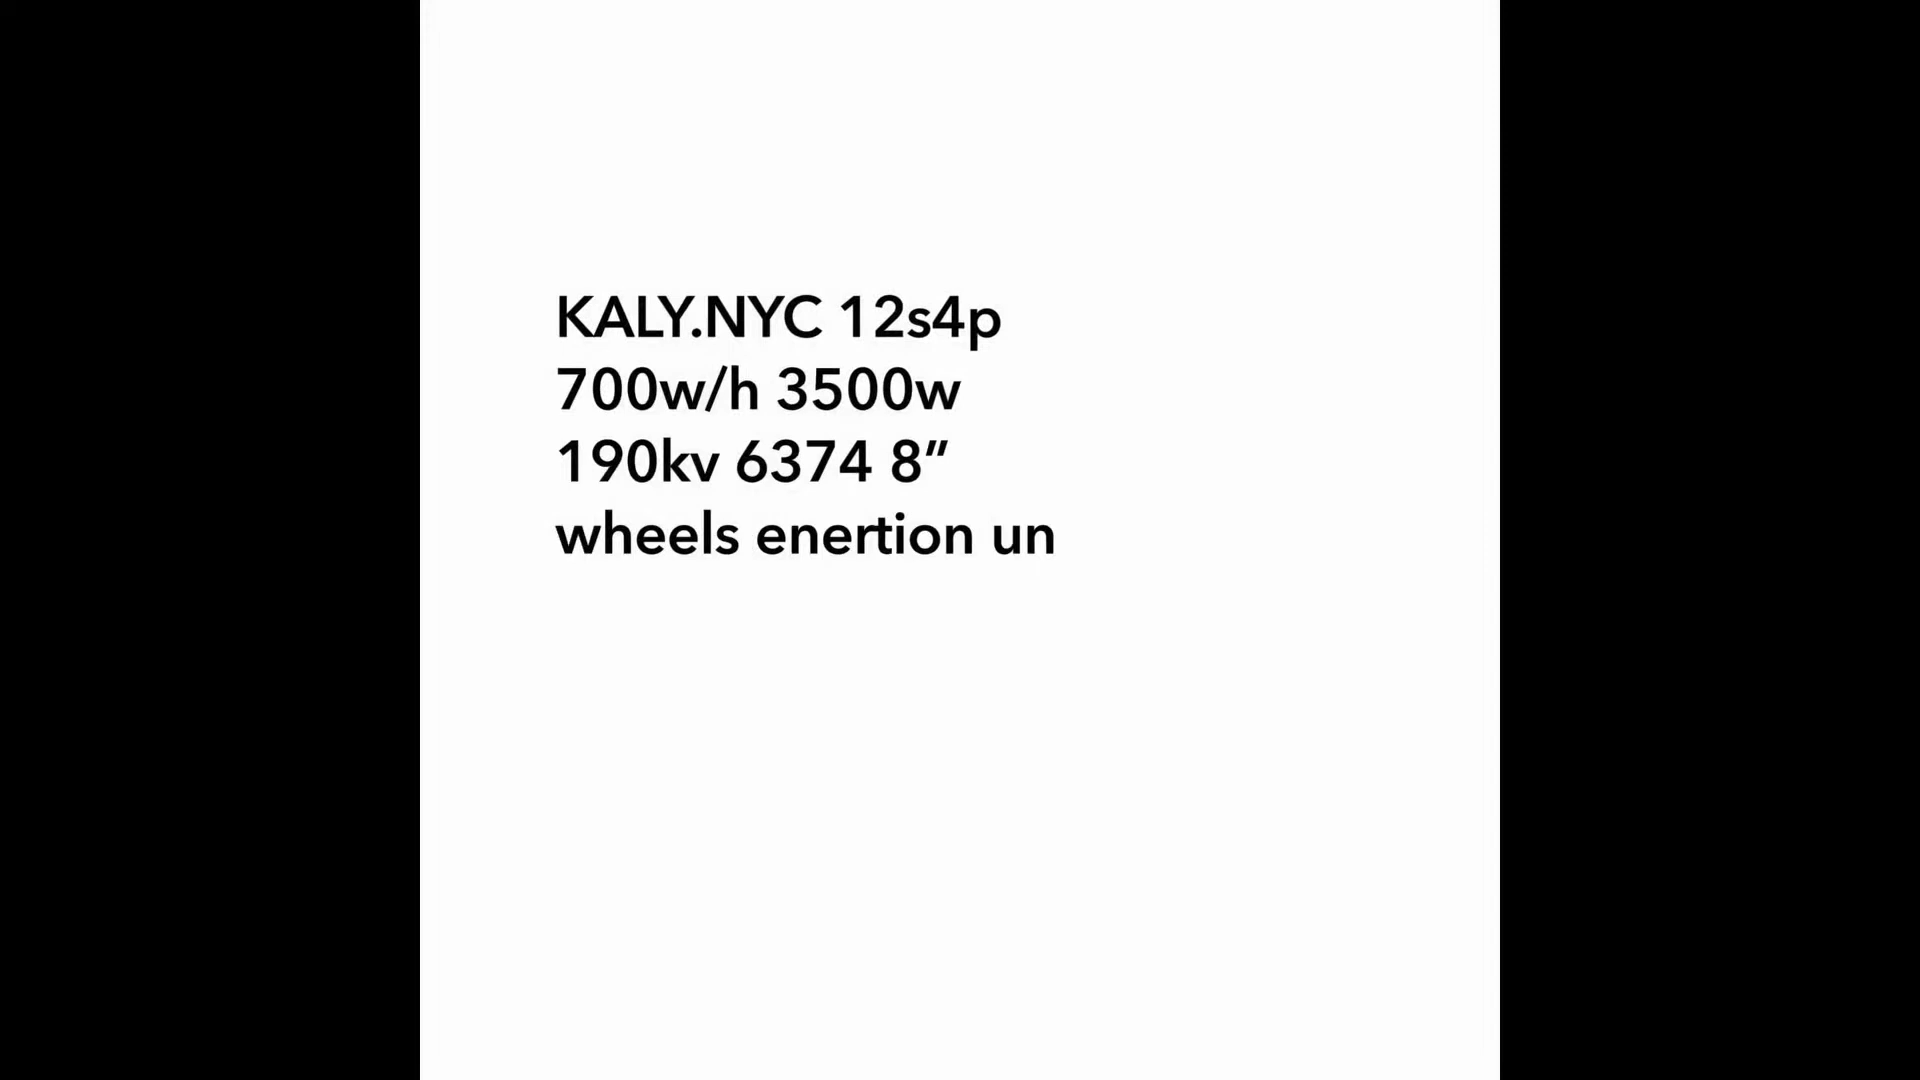 KALY.NYC 12s4p
700w/h 3500w
190kv 6374 8”
wheels enertion un